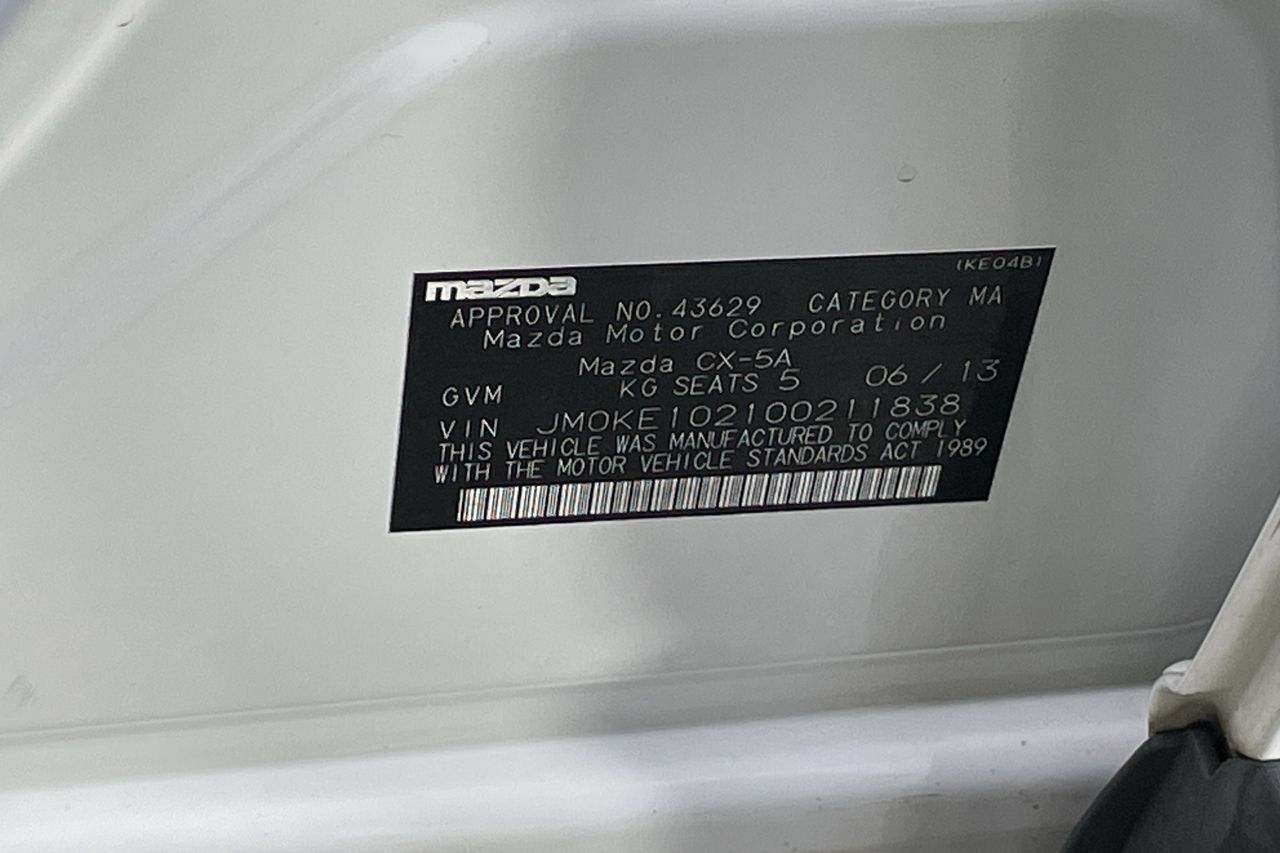 mazda (KE04B)
APPROVAL NO. 43629 CATEGORY MA
Mazda Motor Corporation
Mazda CX-5A
GVM KG SEATS 5 06 / 13
VIN JM0KE102100211838
THIS VEHICLE WAS MANUFACTURED TO COMPLY
WITH THE MOTOR VEHICLE STANDARDS ACT 1989